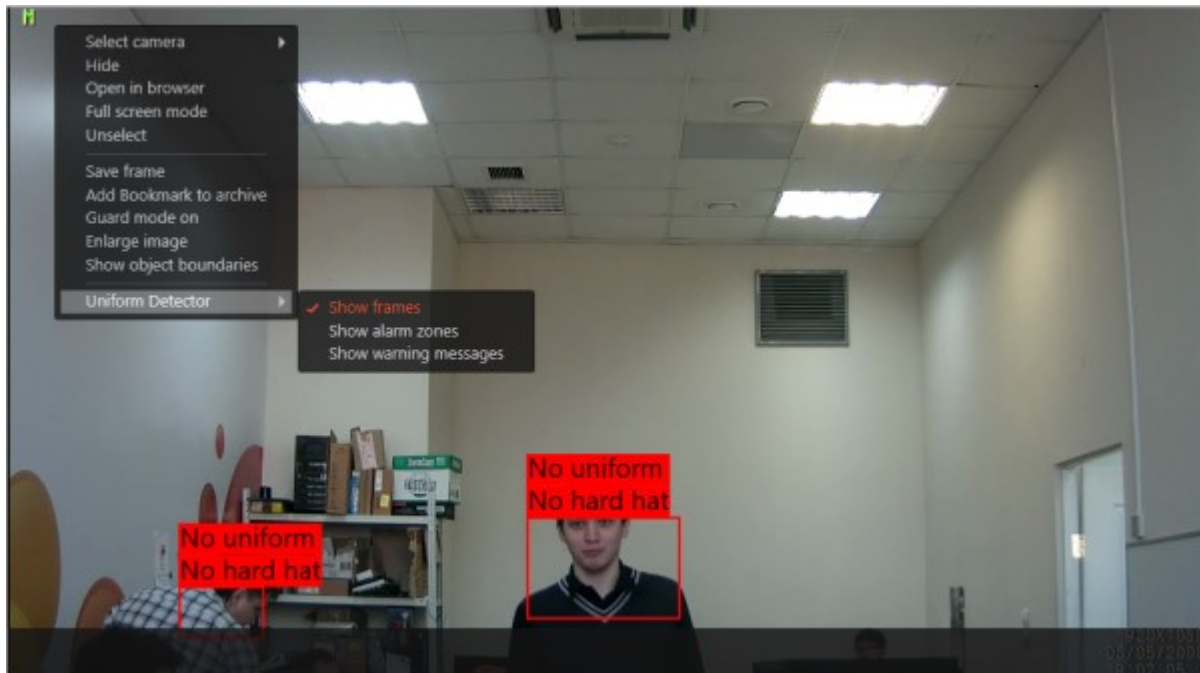 M
Select camera
Hide
Open in browser
Full screen mode
Unselect
Save frame
Add Bookmark to archive
Guard mode on
Enlarge image
Show object boundaries
Uniform Detector
Show frames
Show alarm zones
Show warning messages
No uniform
No hard hat
No uniform
No hard hat